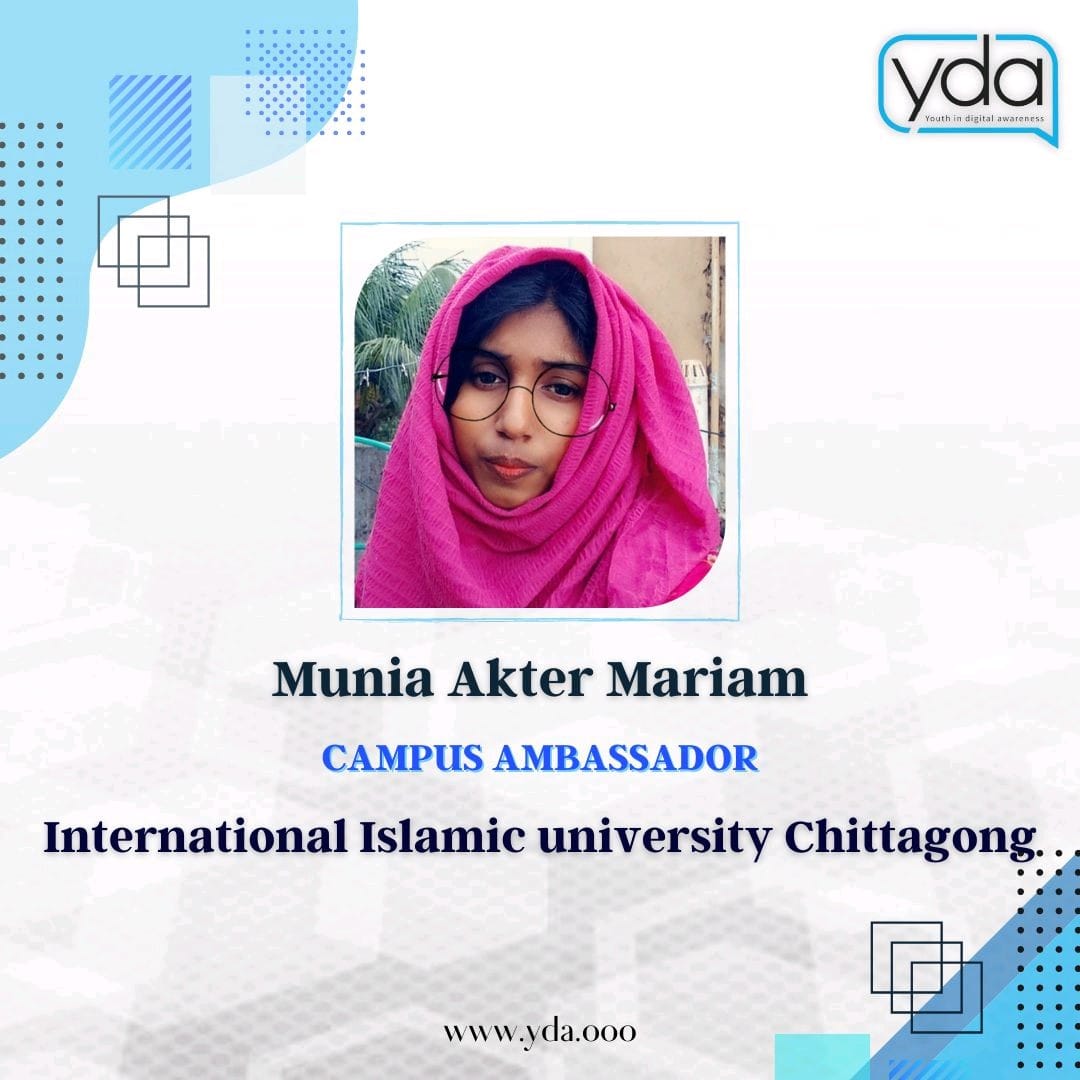 yda
Youth in digital awareness
Munia Akter Mariam
CAMPUS AMBASSADOR
International Islamic university Chittagong
www.yda.ooo